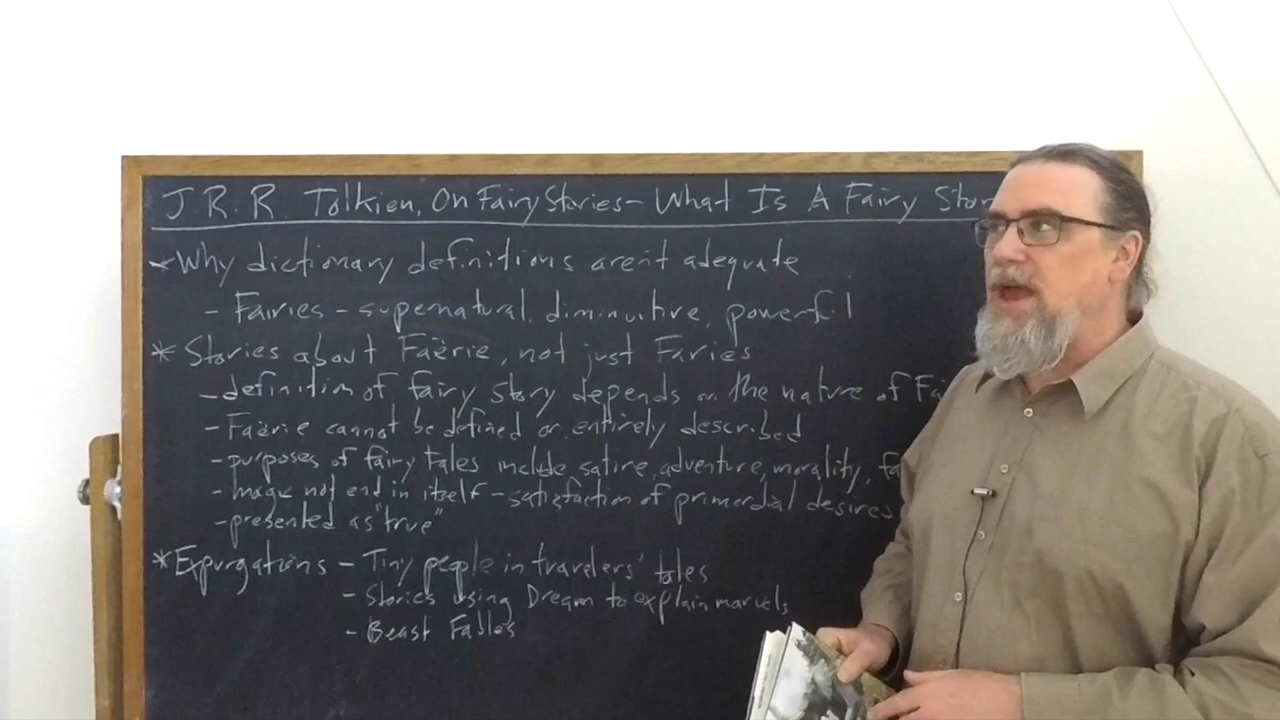 J R. R. Tolkien, On Fairy Stories - What Is A Fairy Stor
* Why dictionary definitions aren't adequate
- Fairies - supernatural, diminuitive, powerful
* Stories about Faërie, not just Faries
- definition of fairy story depends on the nature of Fa
- Faërie cannot be defined or entirely described
- purposes of fairy tales include satire, adventure, morality, fa
- magic not end in itself - satisfaction of primordial desires
- presented as "true"
* Expurgations - Tiny people in travelers' tales
- Stories using Dream to explain marvels
- Beast Fables